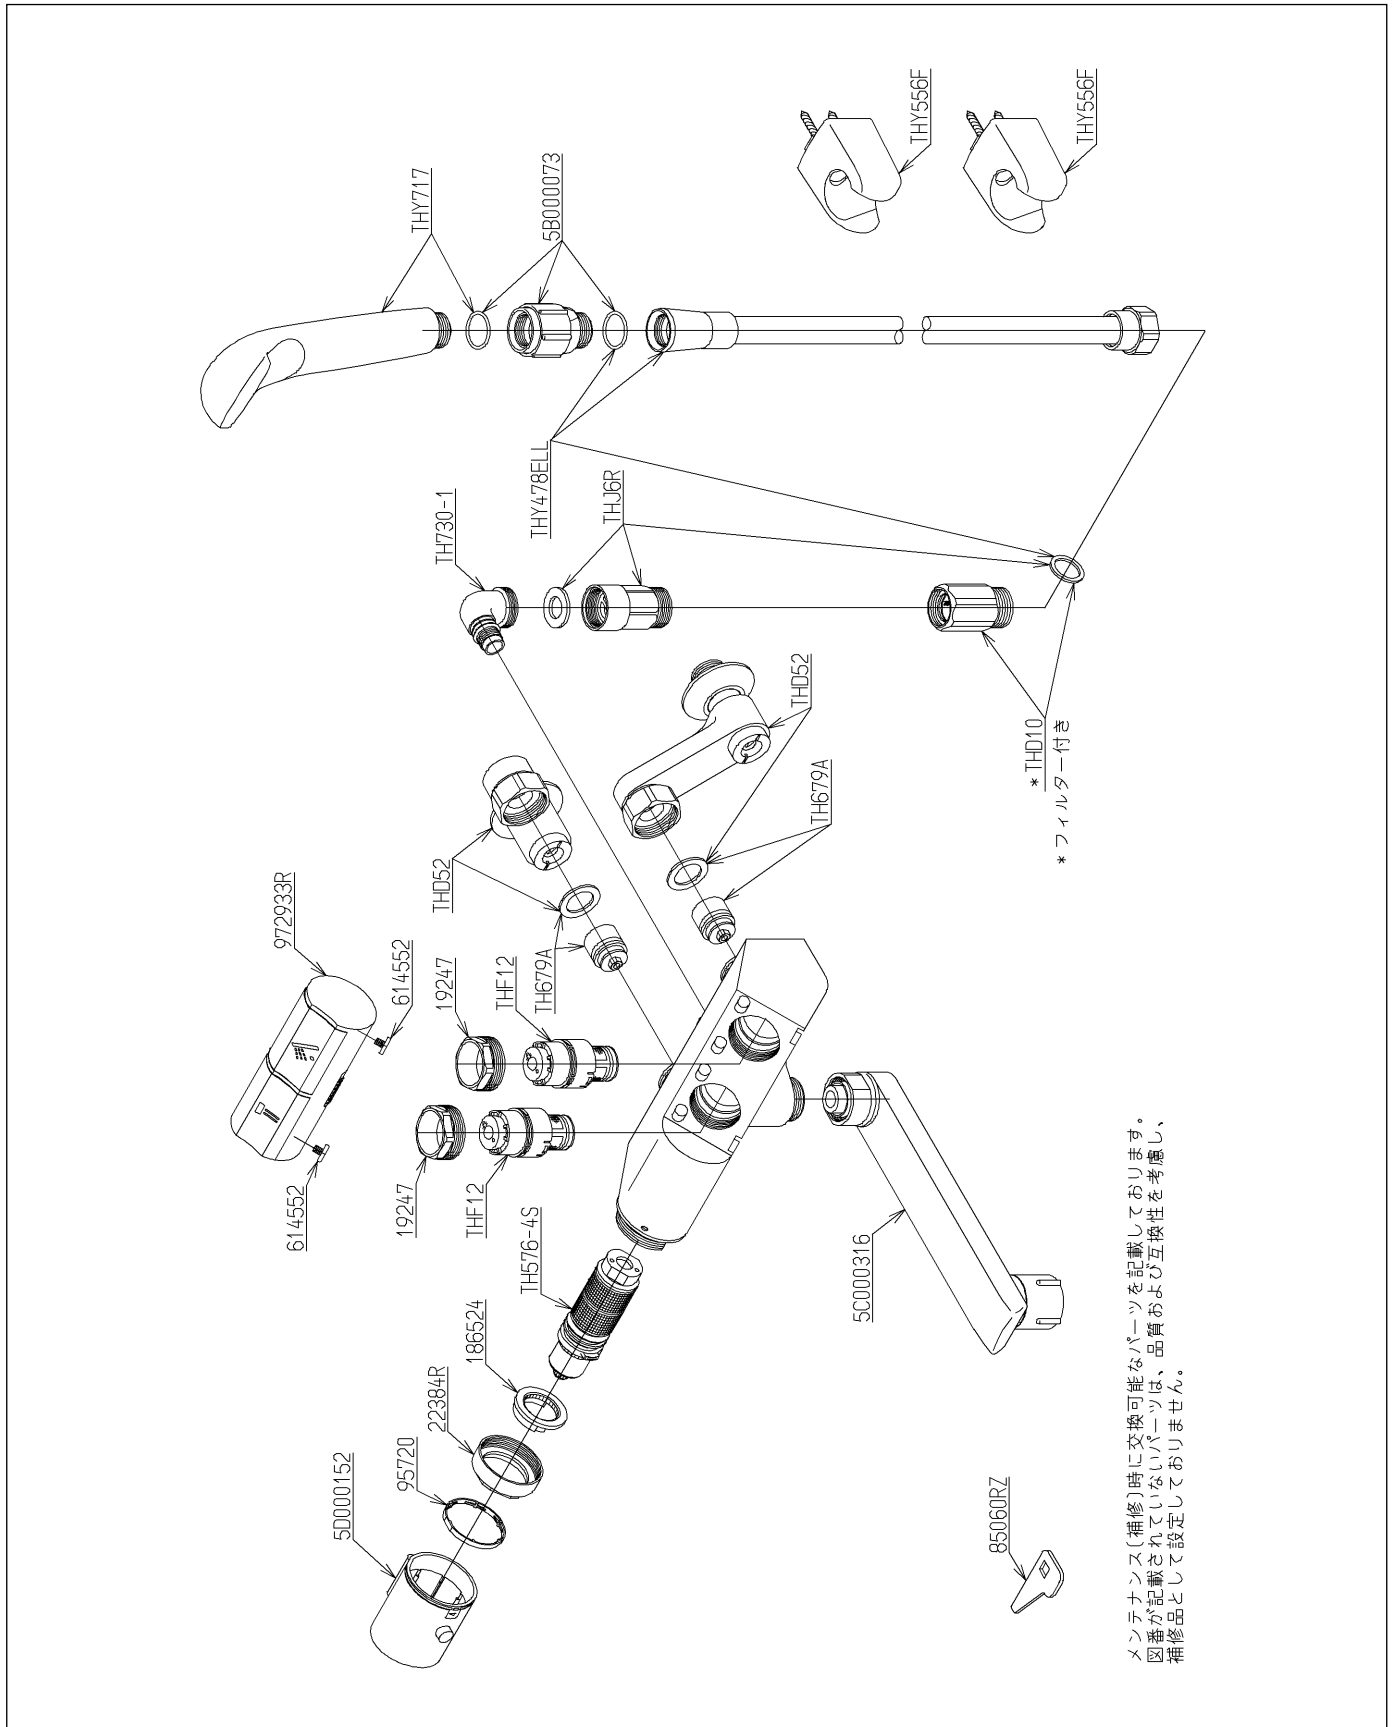 THY717
5B000073
THY556F
THY556F
THY478ELL
THJ6R
TH730-1
THD52
TH679A
*THD10
*フィルター付き
THD52
TH679A
972933R
614552
614552
19247
THF12
19247
THF12
TH576-4S
186524
22384R
95720
5D000152
5C000316
85060RZ
メンテナンス(補修)時に交換可能なパーツを記載しております。
図番が記載されていないパーツは、品質および互換性を考慮し、
補修品として設定しておりません。